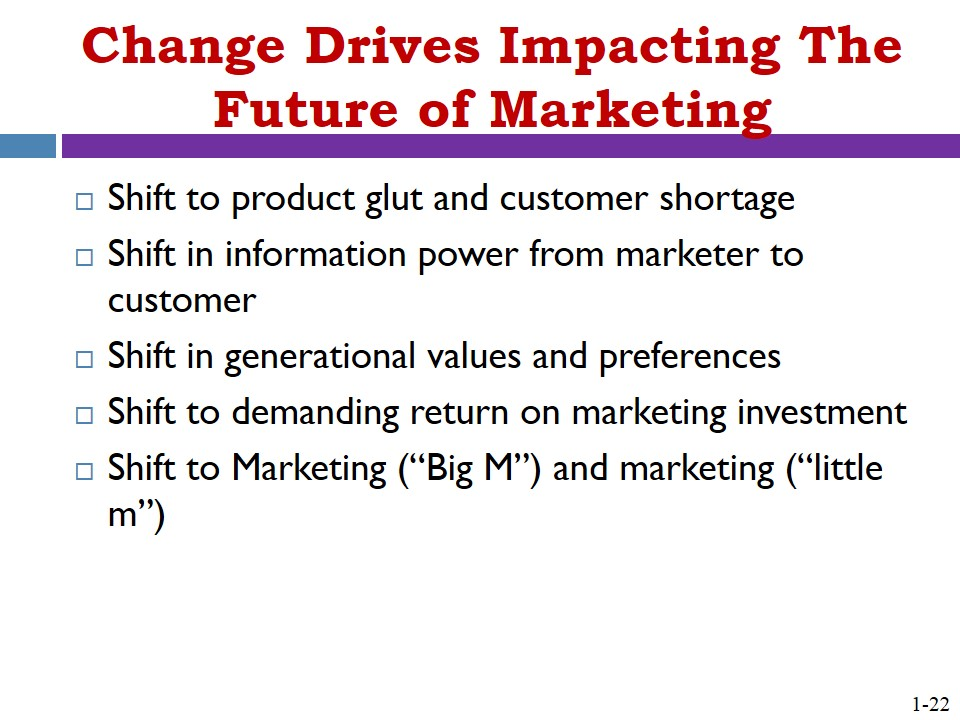 Change Drives Impacting The
Future of Marketing
Shift to product glut and customer shortage
Shift in information power from marketer to
customer
Shift in generational values and preferences
Shift to demanding return on marketing investment
Shift to Marketing (“Big M”) and marketing (“little
m”)
1-22